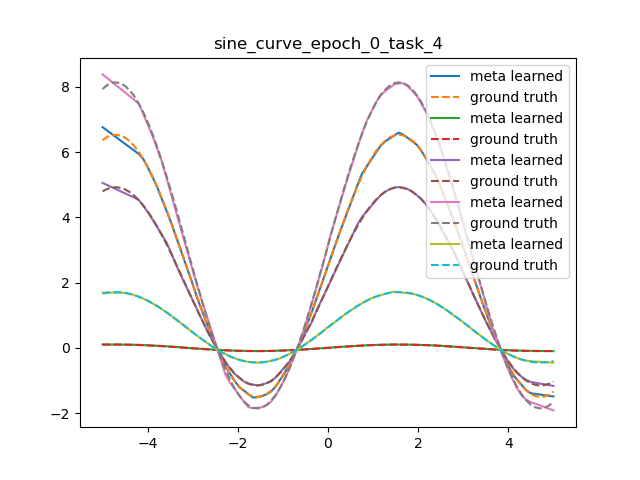 sine_curve_epoch_0_task_4
meta learned
ground truth
meta learned
ground truth
meta learned
ground truth
meta learned
ground truth
meta learned
ground truth
8
6
4
2
0
−2
−4 −2 0 2 4